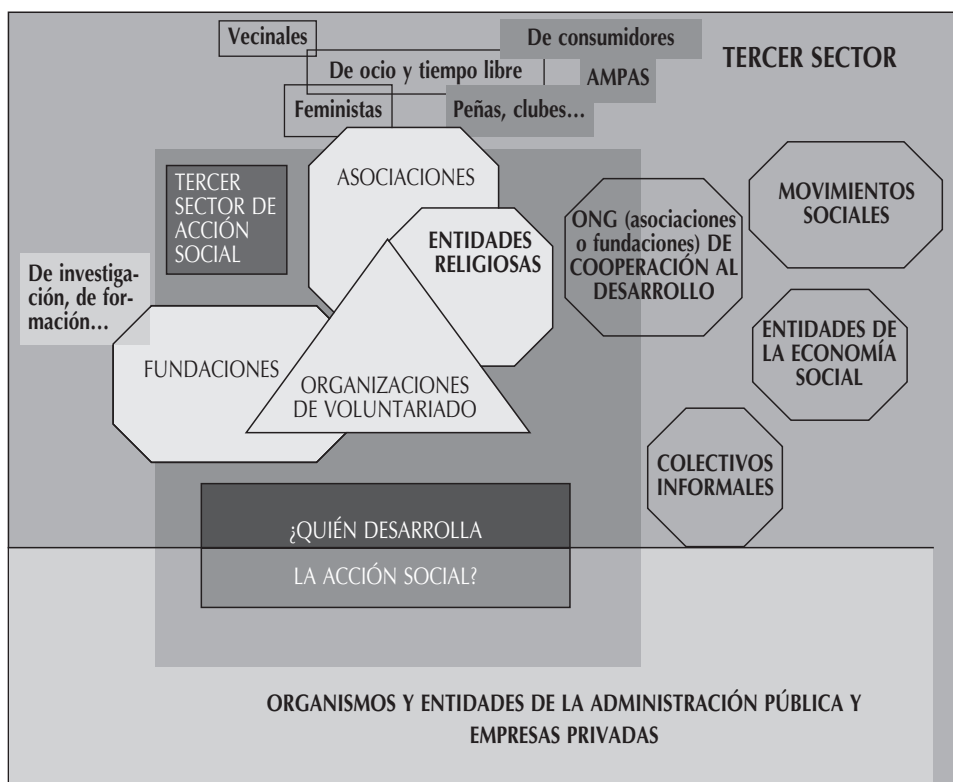 Vecinales
De consumidores
TERCER SECTOR
De ocio y tiempo libre
AMPAS
Feministas
Peñas, clubes...
TERCER
SECTOR DE
ACCIÓN
SOCIAL
ASOCIACIONES
ENTIDADES
RELIGIOSAS
ONG (asociaciones
o fundaciones) DE
COOPERACIÓN AL
DESARROLLO
MOVIMIENTOS
SOCIALES
De investiga-
ción, de for-
mación...
FUNDACIONES
ORGANIZACIONES
DE VOLUNTARIADO
ENTIDADES DE
LA ECONOMÍA
SOCIAL
COLECTIVOS
INFORMALES
¿QUIÉN DESARROLLA
LA ACCIÓN SOCIAL?
ORGANISMOS Y ENTIDADES DE LA ADMINISTRACIÓN PÚBLICA Y
EMPRESAS PRIVADAS